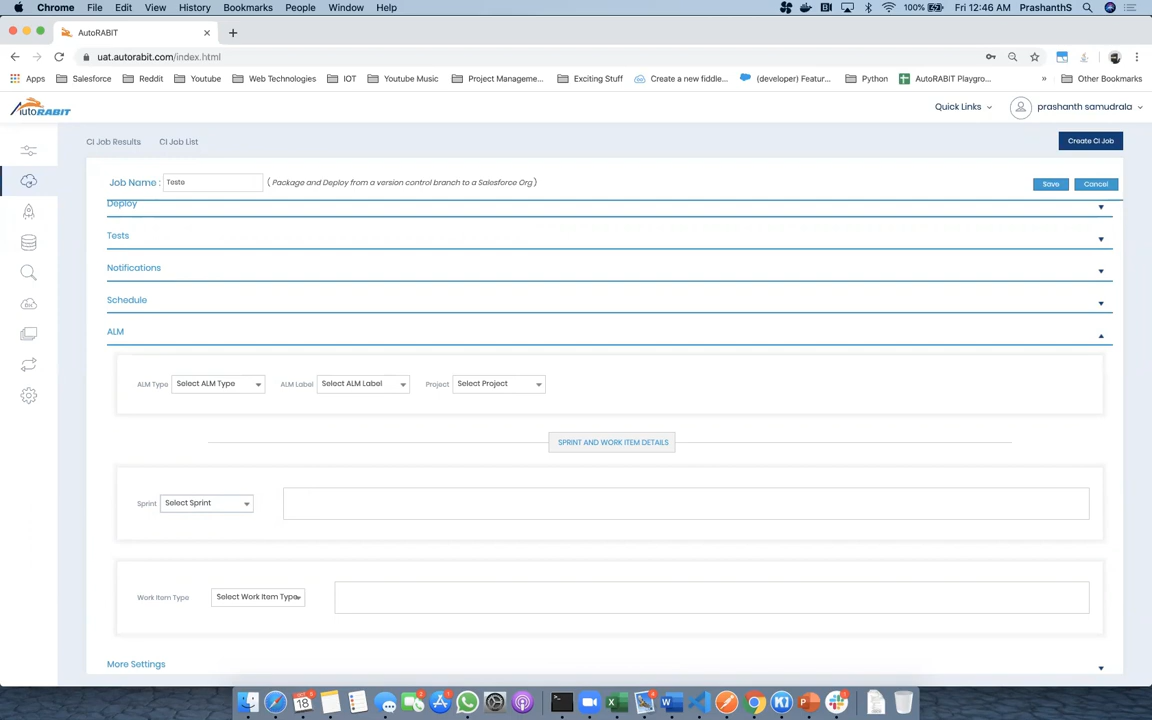 Chrome File Edit View History Bookmarks People Window Help 100% Fri 12:46 AM PrashanthS
AutoRABIT
uat.autorabit.com/index.html
Apps Salesforce Reddit Youtube Web Technologies IOT Youtube Music Project Manageme... Exciting Stuff Create a new fiddle... (developer) Featur... Python AutoRABIT Playgro... » Other Bookmarks
AutoRABIT Quick Links prashanth samudrala
CI Job Results CI Job List Create CI Job
Job Name : Teste ( Package and Deploy from a version control branch to a Salesforce Org ) Save Cancel
Deploy
Tests
Notifications
Schedule
ALM
ALM Type Select ALM Type ALM Label Select ALM Label Project Select Project
SPRINT AND WORK ITEM DETAILS
Sprint Select Sprint
Work Item Type Select Work Item Type
More Settings